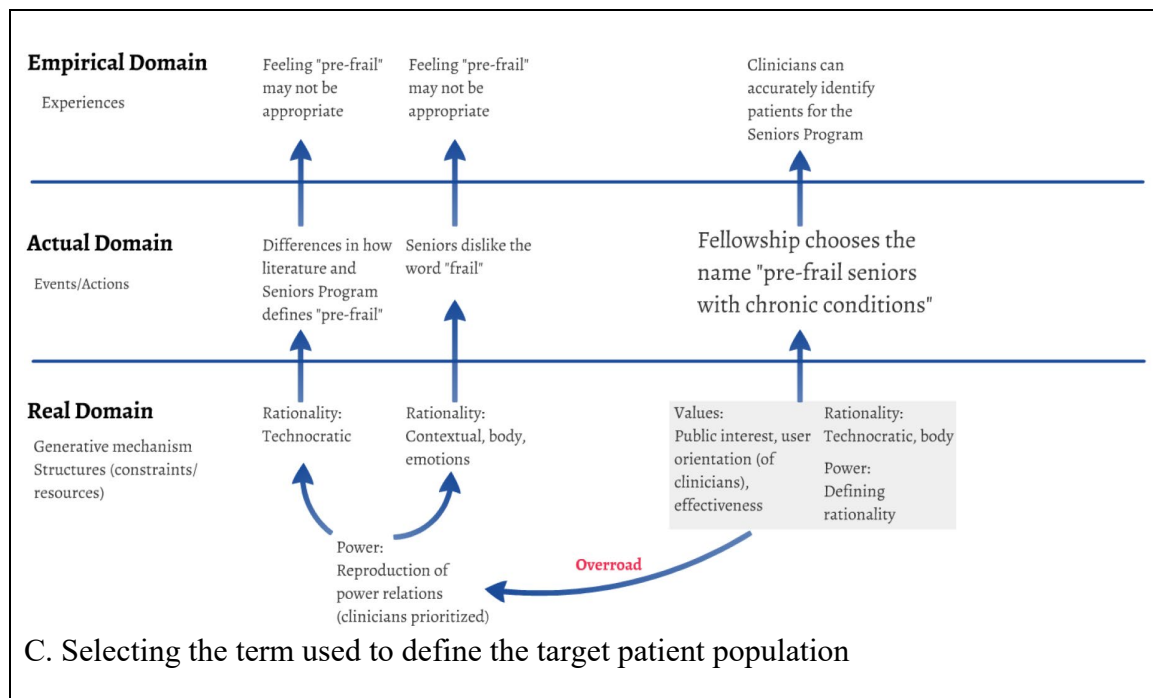 Empirical Domain
Experiences
Feeling "pre-frail"
may not be
appropriate
Feeling "pre-frail"
may not be
appropriate
Clinicians can
accurately identify
patients for the
Seniors Program
Actual Domain
Events/Actions
Differences in how
literature and
Seniors Program
defines "pre-frail"
Seniors dislike the
word "frail"
Fellowship chooses the
name "pre-frail seniors
with chronic conditions"
Real Domain
Generative mechanism
Structures (constraints/
resources)
Rationality:
Technocratic
Rationality:
Contextual, body,
emotions
Values:
Public interest, user
orientation (of
clinicians),
effectiveness
Rationality:
Technocratic, body
Power:
Defining
rationality
Power:
Reproduction of
power relations
(clinicians prioritized)
Overroad
C. Selecting the term used to define the target patient population